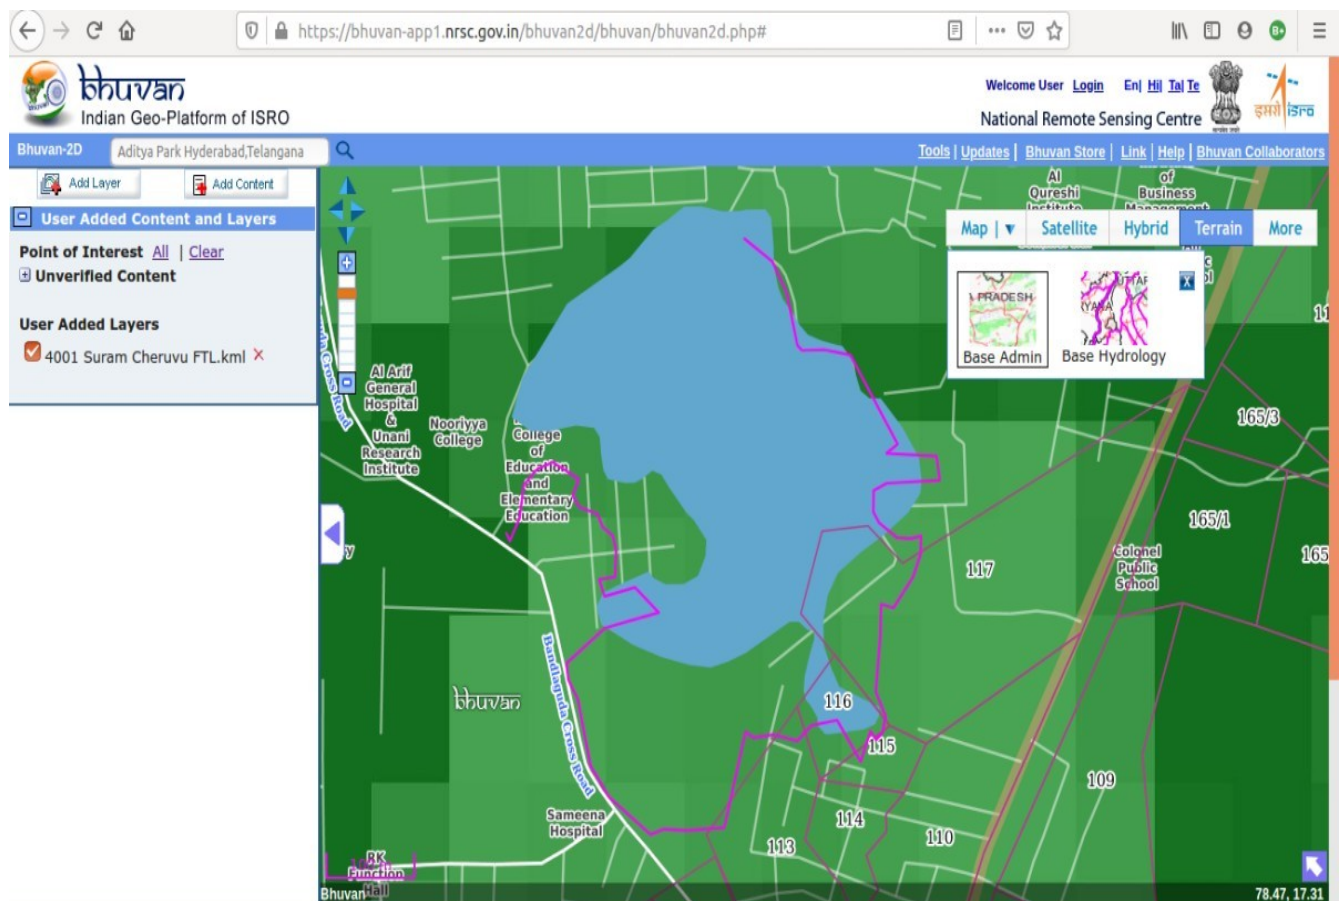 https://bhuvan-app1.nrsc.gov.in/bhuvan2d/bhuvan/bhuvan2d.php#
bhuvan
Indian Geo-Platform of ISRO
Welcome User Login En| Hi| Ta| Te
National Remote Sensing Centre
इसरो isro
Bhuvan-2D
Aditya Park Hyderabad,Telangana
Tools | Updates | Bhuvan Store | Link | Help | Bhuvan Collaborators
Add Layer
Add Content
User Added Content and Layers
Point of Interest All | Clear
Unverified Content
User Added Layers
4001 Suram Cheruvu FTL.kml X
Al
Qureshi
Institute
of
Business
Management
Map | ▼ Satellite Hybrid Terrain More
PRADESH
Base Admin
Base Hydrology
X
Al Arif
General
Hospital
&
Unani
Research
Institute
Nooriyya
College
College
of
Education
and
Elementary
Education
Cross Road
165/3
165/1
165
117
Colonel
Public
School
116
115
109
114
110
113
bhuvan
Bandlaguda Cross Road
Sameena
Hospital
RK
Function
Hall
Bhuvan
78.47, 17.31